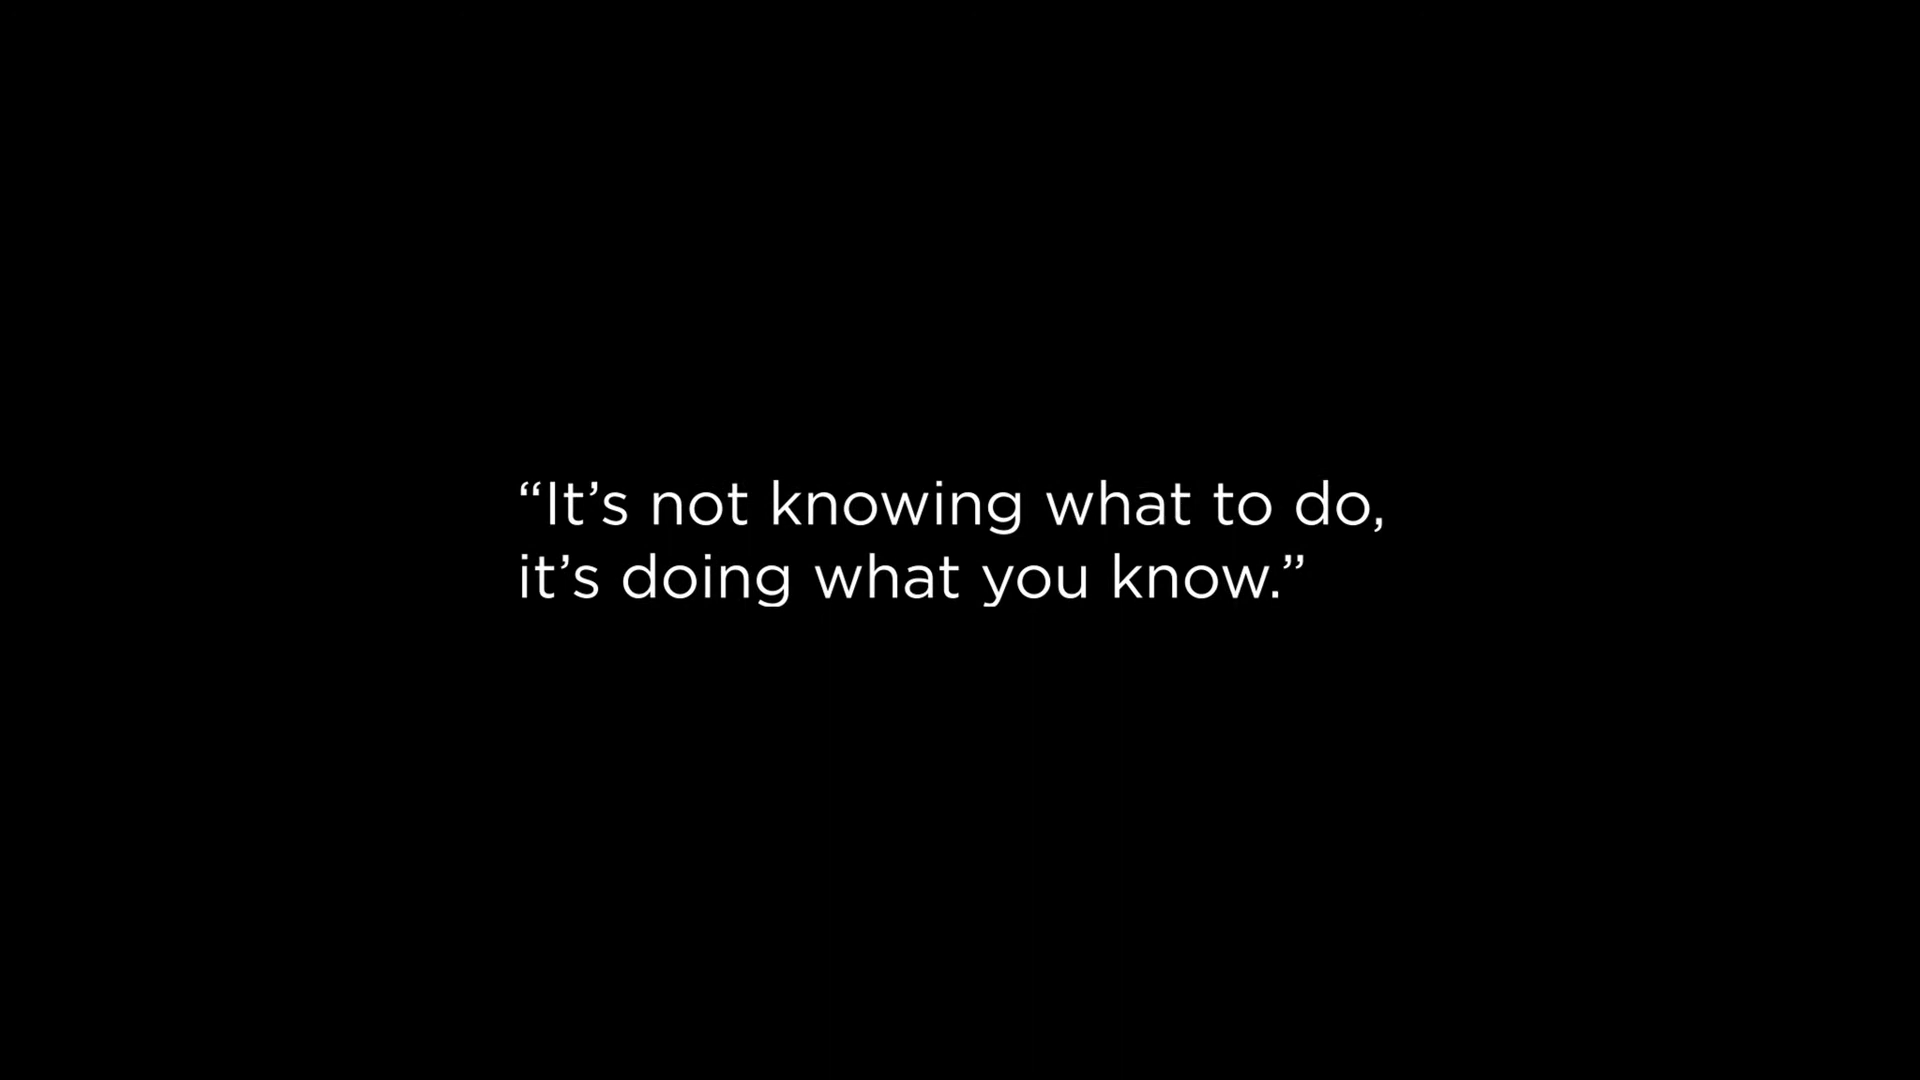 “It’s not knowing what to do,
it’s doing what you know.”